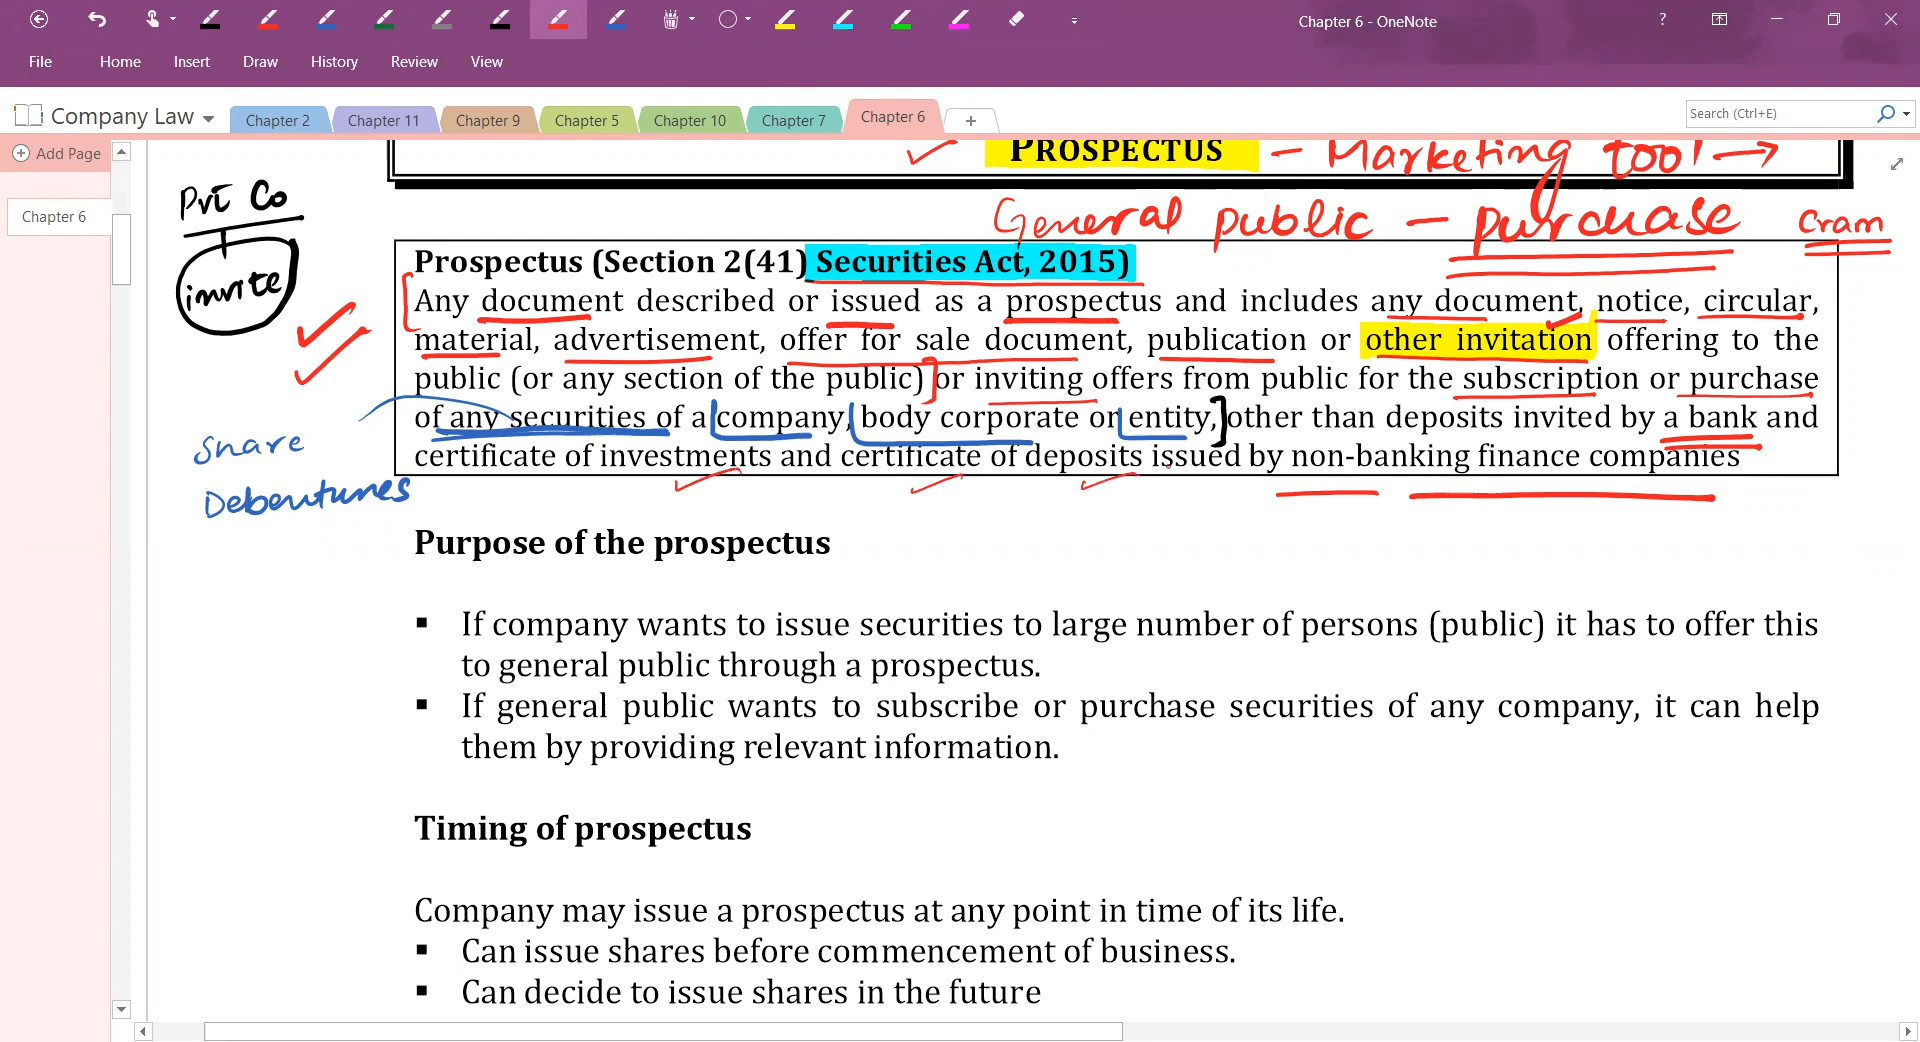 Chapter 6 - OneNote
?
File Home Insert Draw History Review View
Company Law Chapter 2 Chapter 11 Chapter 9 Chapter 5 Chapter 10 Chapter 7 Chapter 6 +
Search (Ctrl+E)
Add Page
Chapter 6
PROSPECTUS - Marketing tool →
General public - purchase cram
Pvt Co
invite
Prospectus (Section 2(41) Securities Act, 2015)
Any document described or issued as a prospectus and includes any document, notice, circular,
material, advertisement, offer for sale document, publication or other invitation offering to the
public (or any section of the public) or inviting offers from public for the subscription or purchase
of any securities of a company, body corporate or entity, other than deposits invited by a bank and
certificate of investments and certificate of deposits issued by non-banking finance companies
Share
Debentures
Purpose of the prospectus
▪ If company wants to issue securities to large number of persons (public) it has to offer this
to general public through a prospectus.
▪ If general public wants to subscribe or purchase securities of any company, it can help
them by providing relevant information.
Timing of prospectus
Company may issue a prospectus at any point in time of its life.
▪ Can issue shares before commencement of business.
▪ Can decide to issue shares in the future